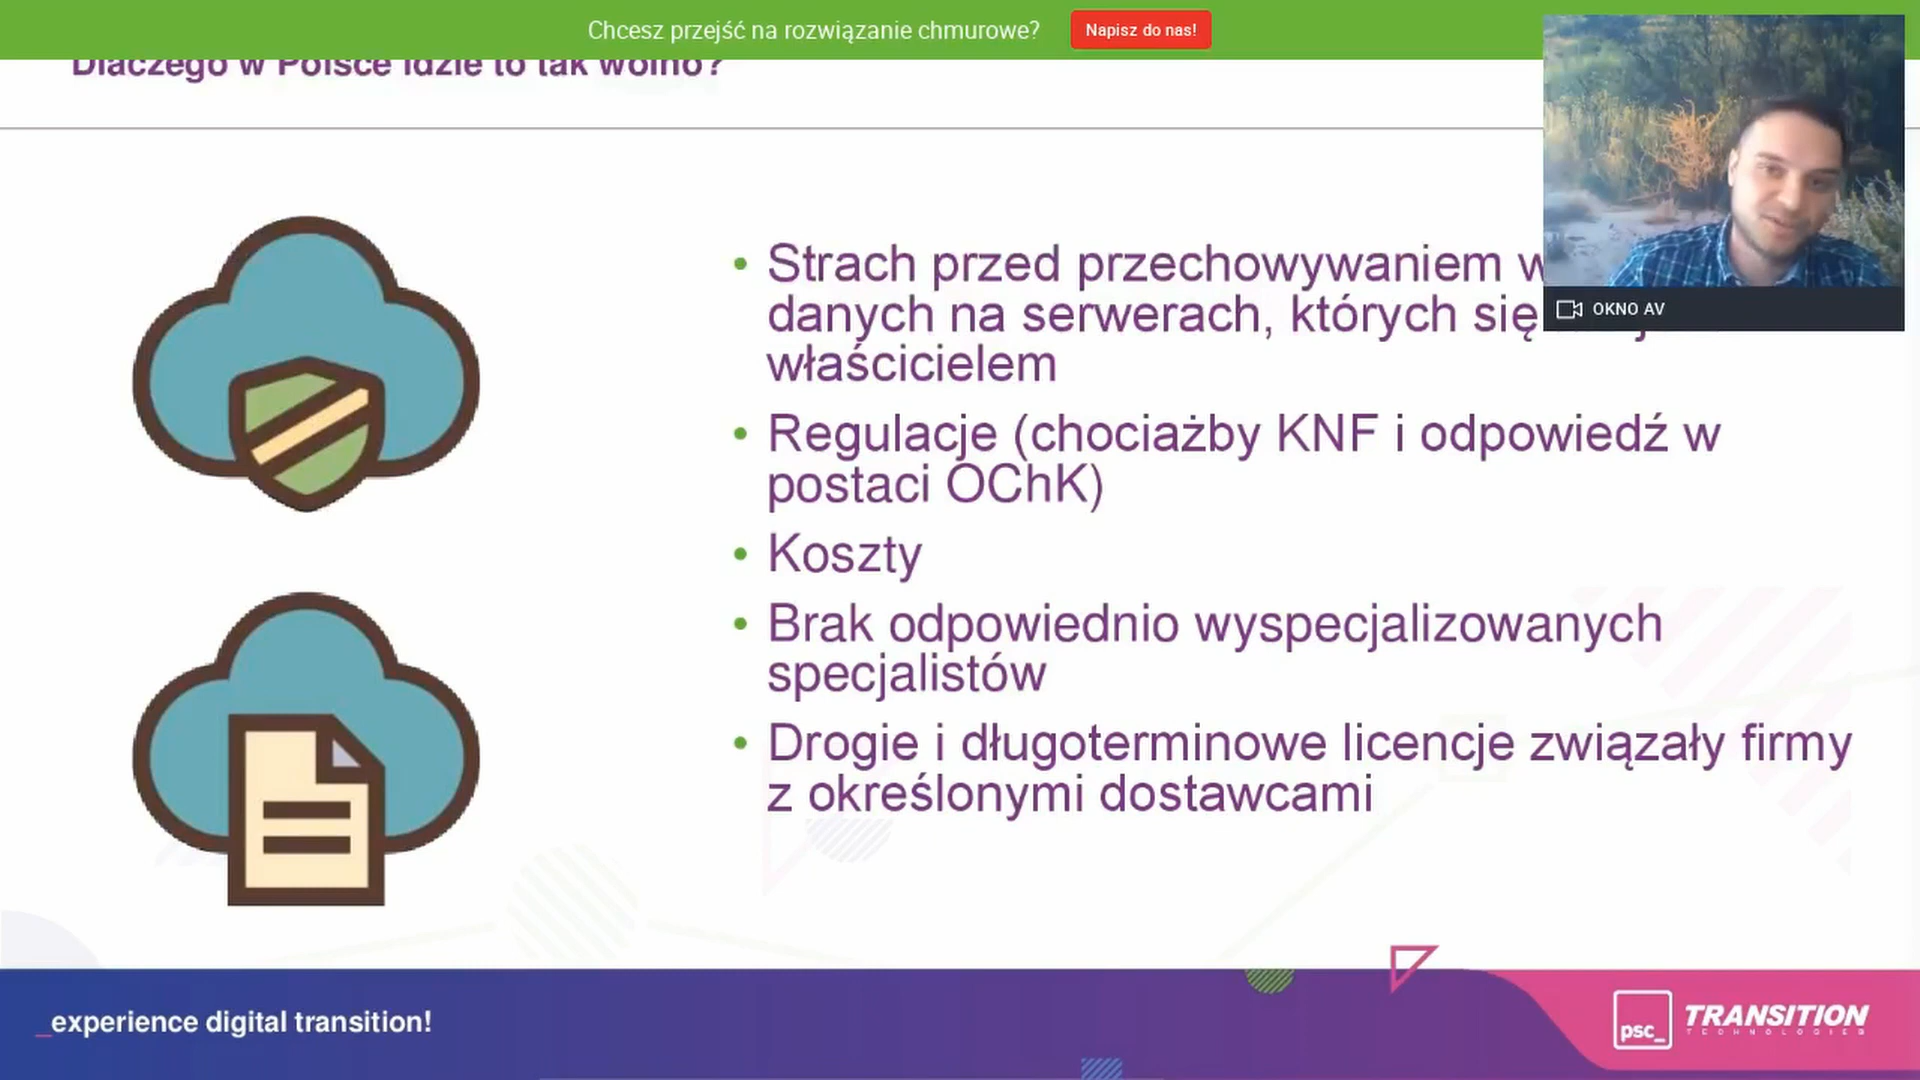 Chcesz przejść na rozwiązanie chmurowe?
Napisz do nas!
Dlaczego w Polsce idzie to tak wolno?
OKNO AV
• Strach przed przechowywaniem
danych na serwerach, których się
właścicielem
• Regulacje (chociażby KNF i odpowiedź w
postaci OChK)
• Koszty
• Brak odpowiednio wyspecjalizowanych
specjalistów
• Drogie i długoterminowe licencje związały firmy
z określonymi dostawcami
_experience digital transition!
psc_
TRANSITION
TECHNOLOGIES